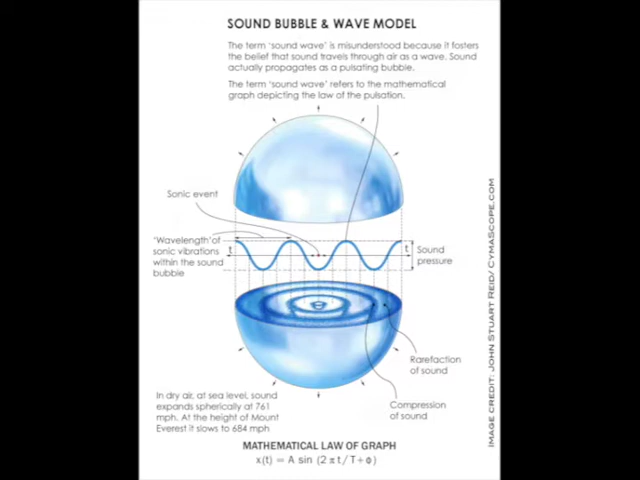 SOUND BUBBLE & WAVE MODEL
The term 'sound wave' is misunderstood because it fosters
the belief that sound travels through air as a wave. Sound
actually propagates as a pulsating bubble.
The term 'sound wave' refers to the mathematical
graph depicting the law of the pulsation.
Sonic event
'Wavelength' of
sonic vibrations
within the sound
bubble
t
t
Sound
pressure
Rarefaction
of sound
Compression
of sound
In dry air, at sea level, sound
expands spherically at 761
mph. At the height of Mount
Everest it slows to 684 mph
MATHEMATICAL LAW OF GRAPH
x(t) = A sin (2 π t / T + ϕ)
IMAGE CREDIT: JOHN STUART REID/ CYMASCOPE.COM